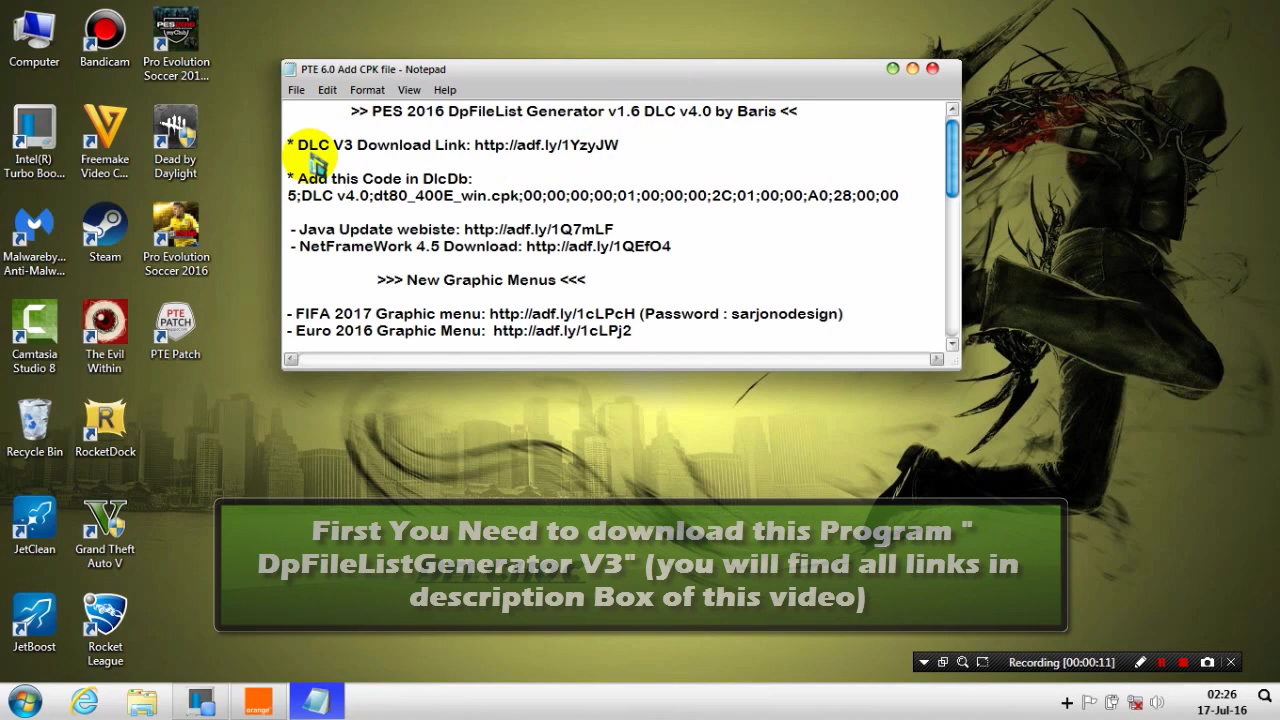 Computer
Bandicam
Pro Evolution
Soccer 201...
Intel(R)
Turbo Boo...
Freemake
Video C...
Dead by
Daylight
Malwareby...
Anti-Malw...
Steam
Pro Evolution
Soccer 2016
Camtasia
Studio 8
The Evil
Within
PTE
PATCH
PTE Patch
Recycle Bin
RocketDock
JetClean
Grand Theft
Auto V
JetBoost
Rocket
League
PTE 6.0 Add CPK file - Notepad
File Edit Format View Help
>> PES 2016 DpFileList Generator v1.6 DLC v4.0 by Baris <<
* DLC V3 Download Link: http://adf.ly/1YzyJW
* Add this Code in DlcDb:
5;DLC v4.0;dt80_400E_win.cpk;00;00;00;00;01;00;00;00;2C;01;00;00;A0;28;00;00
- Java Update webiste: http://adf.ly/1Q7mLF
- NetFrameWork 4.5 Download: http://adf.ly/1QEfO4
>>> New Graphic Menus <<<
- FIFA 2017 Graphic menu: http://adf.ly/1cLPcH (Password : sarjonodesign)
- Euro 2016 Graphic Menu: http://adf.ly/1cLPj2
First You Need to download this Program "
DpFileListGenerator V3" (you will find all links in
description Box of this video)
Recording [00:00:11]
orange
02:26
17-Jul-16